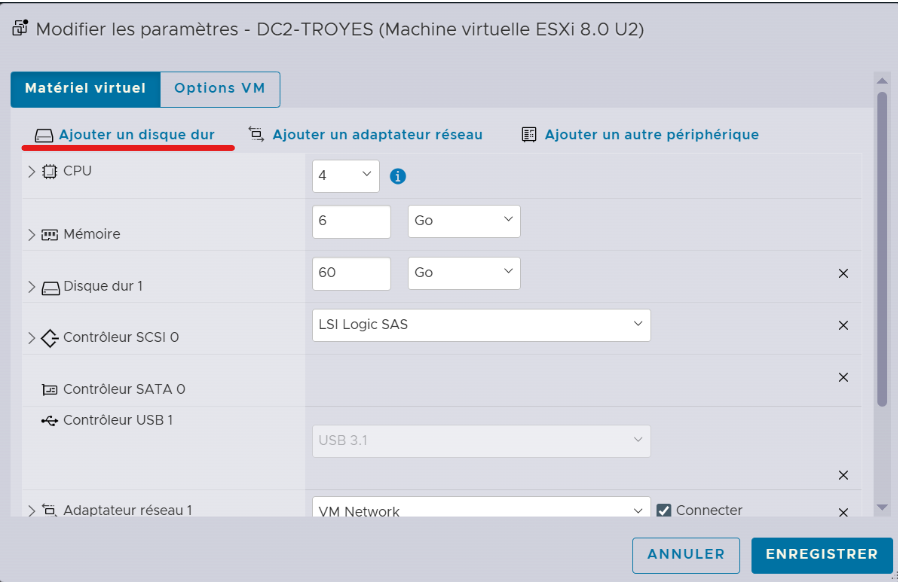 Modifier les paramètres - DC2-TROYES (Machine virtuelle ESXi 8.0 U2)
Matériel virtuel Options VM
Ajouter un disque dur Ajouter un adaptateur réseau Ajouter un autre périphérique
CPU 4
Mémoire 6 Go
Disque dur 1 60 Go
Contrôleur SCSI 0 LSI Logic SAS
Contrôleur SATA 0
Contrôleur USB 1
USB 3.1
Adaptateur réseau 1 VM Network Connecter
ANNULER ENREGISTRER